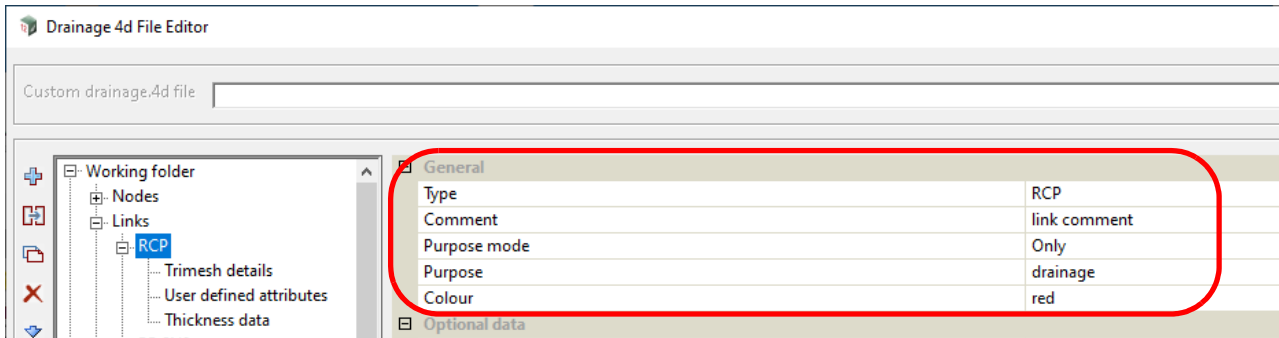 Drainage 4d File Editor
Custom drainage.4d file
Working folder
Nodes
Links
RCP
Trimesh details
User defined attributes
Thickness data
General
Type RCP
Comment link comment
Purpose mode Only
Purpose drainage
Colour red
Optional data